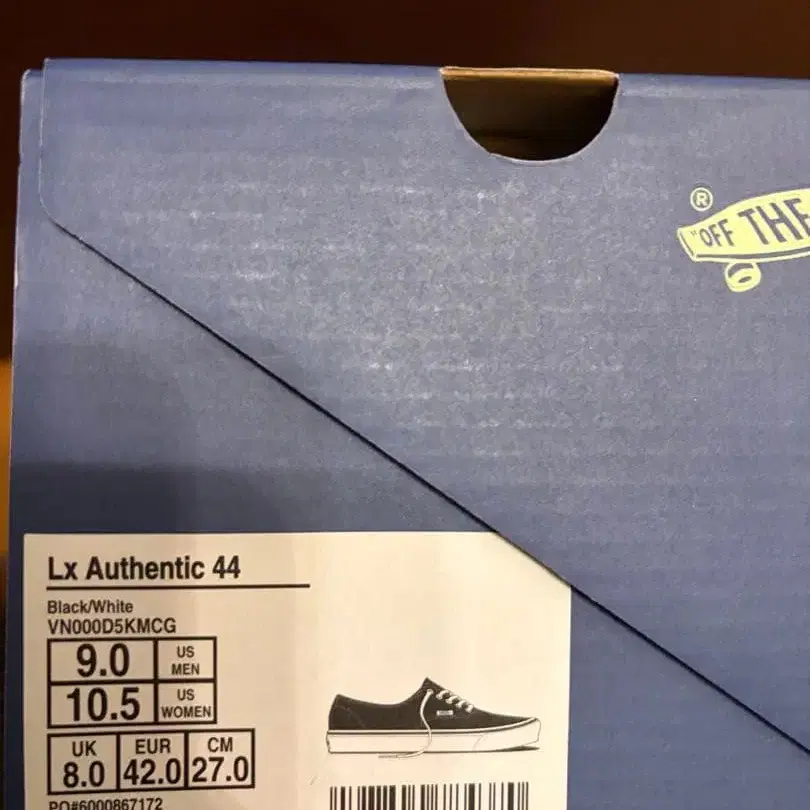 ®
"OFF THE
Lx Authentic 44
Black/White
VN000D5KMCG
9.0 US MEN
10.5 US WOMEN
UK EUR CM
8.0 42.0 27.0
PO#6000867172